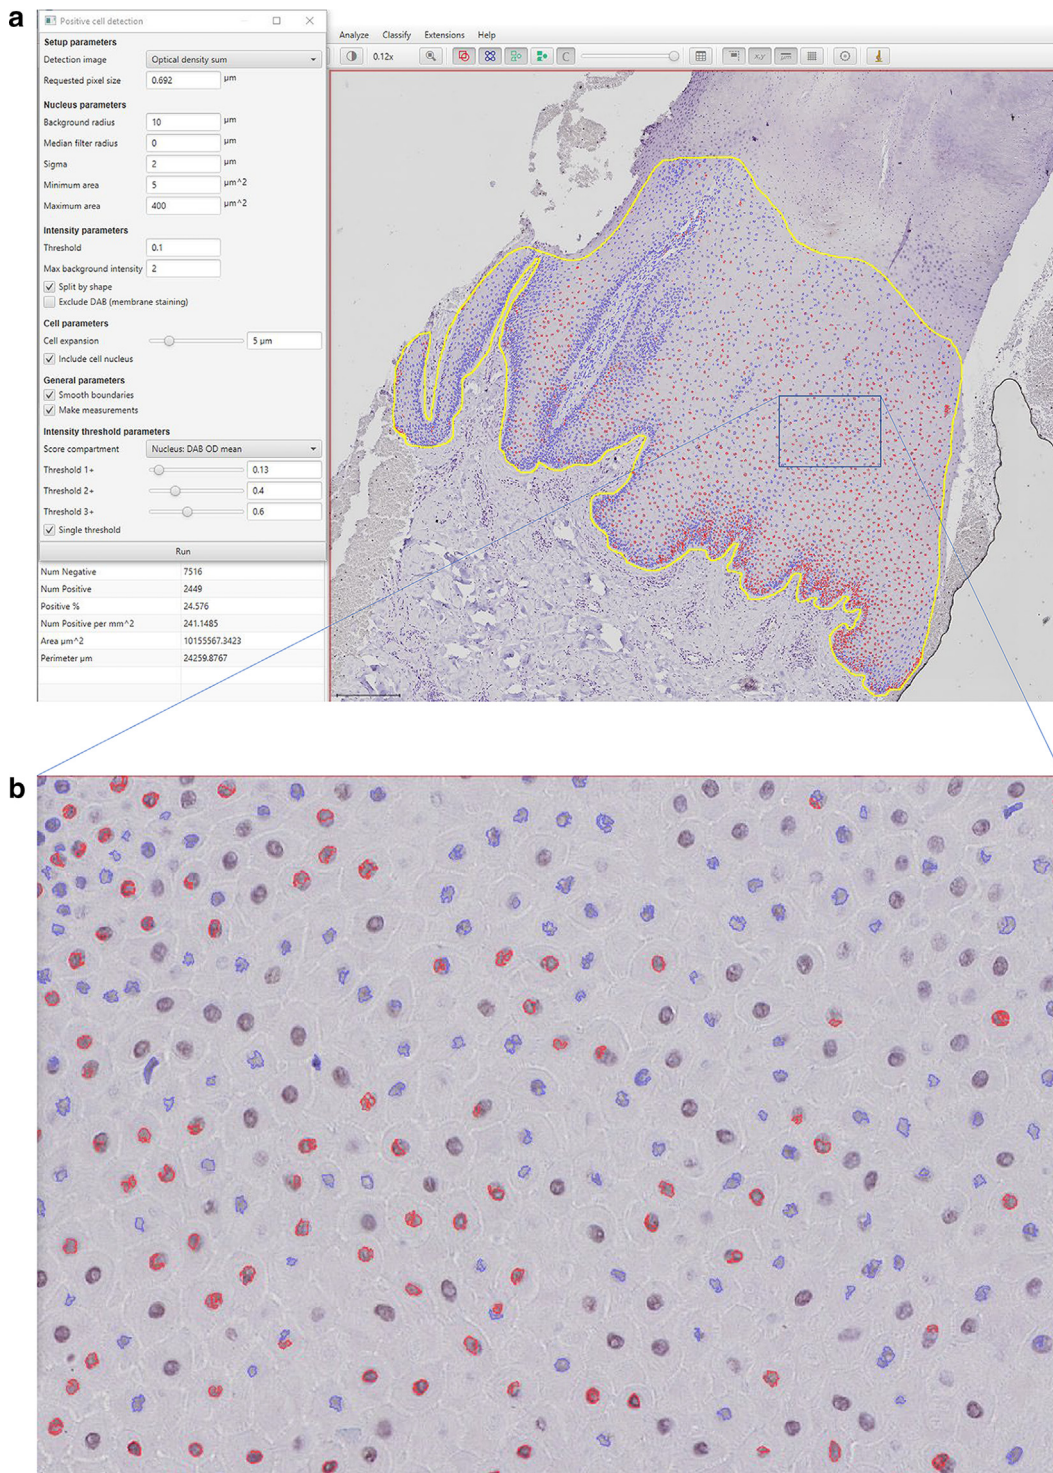 a
Positive cell detection
Setup parameters
Detection image Optical density sum
Requested pixel size 0.692 µm
Nucleus parameters
Background radius 10 µm
Median filter radius 0 µm
Sigma 2 µm
Minimum area 5 µm^2
Maximum area 400 µm^2
Intensity parameters
Threshold 0.1
Max background intensity 2
Split by shape
Exclude DAB (membrane staining)
Cell parameters
Cell expansion 5 µm
Include cell nucleus
General parameters
Smooth boundaries
Make measurements
Intensity threshold parameters
Score compartment Nucleus: DAB OD mean
Threshold 1+ 0.13
Threshold 2+ 0.4
Threshold 3+ 0.6
Single threshold
Run
Num Negative 7516
Num Positive 2449
Positive % 24.576
Num Positive per mm^2 241.1485
Area µm^2 10155567.3423
Perimeter µm 24259.8767
Analyze Classify Extensions Help
0.12x C x,y µm
b